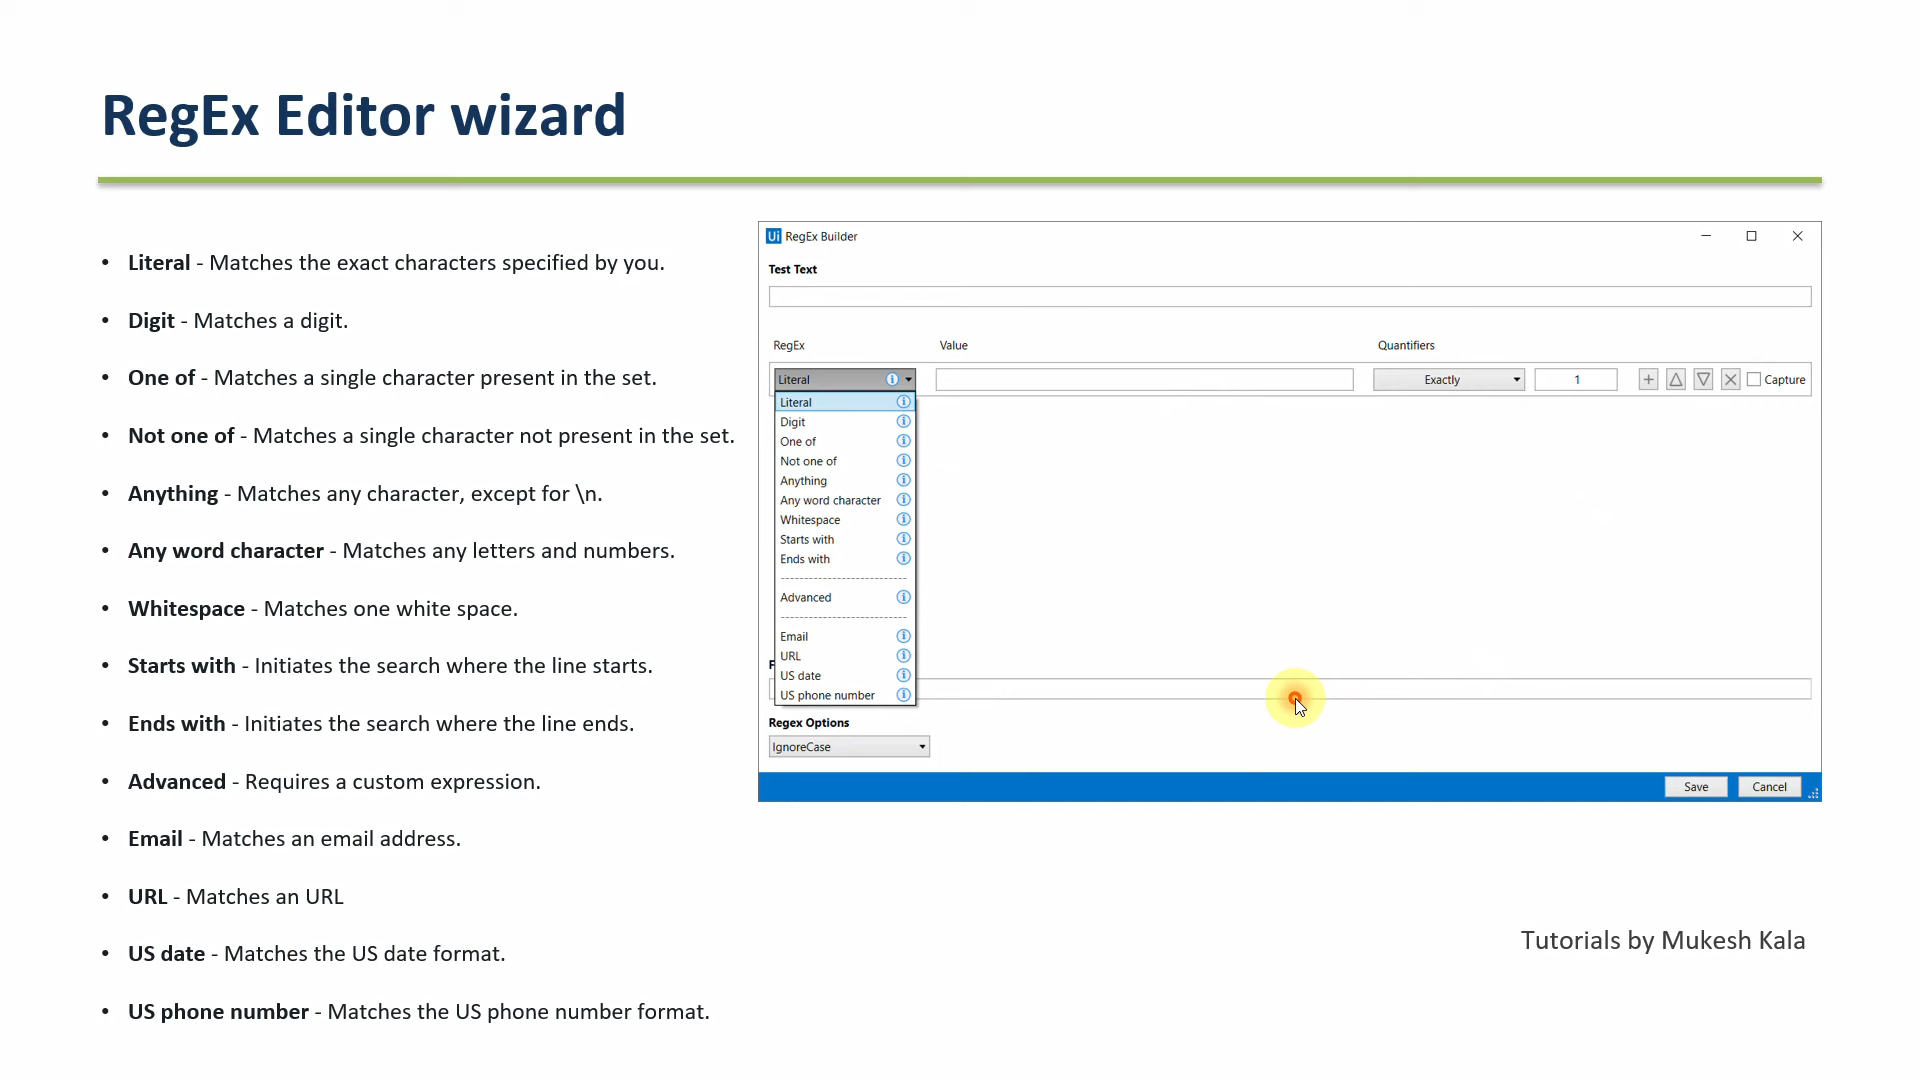 RegEx Editor wizard
• Literal - Matches the exact characters specified by you.
• Digit - Matches a digit.
• One of - Matches a single character present in the set.
• Not one of - Matches a single character not present in the set.
• Anything - Matches any character, except for \n.
• Any word character - Matches any letters and numbers.
• Whitespace - Matches one white space.
• Starts with - Initiates the search where the line starts.
• Ends with - Initiates the search where the line ends.
• Advanced - Requires a custom expression.
• Email - Matches an email address.
• URL - Matches an URL
• US date - Matches the US date format.
• US phone number - Matches the US phone number format.
Ui RegEx Builder
Test Text
RegEx Value Quantifiers
Literal Exactly 1 Capture
Literal
Digit
One of
Not one of
Anything
Any word character
Whitespace
Starts with
Ends with
Advanced
Email
URL
US date
US phone number
Regex Options
IgnoreCase
Save Cancel
Tutorials by Mukesh Kala